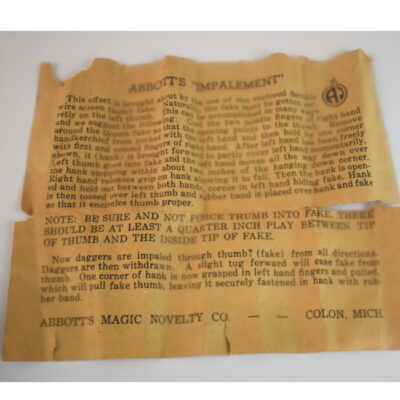 ABBOTT'S "IMPALEMENT"
This effect is brought about by the use of the enclosed flexible
wire screen thumb fake. Naturally, the fake must be gotten
retly on the left thumb. This can be accomplished in many ways
and we suggest the following: Curl the two middle fingers of right hand
around the thumb fake so that the opening points to the thumb. Remove
handkerchief from pocket with left hand and then hold by one corner
with first and second fingers of right hand. After left hand has been
shown, it (hank) is brought to partly cover left hand momentarily.
Left thumb goes into fake and the left hand moves all the way down over
the hank stopping within about two inches of the hanging down corner.
Right hand releases grip on hank allowing it to fall. Then the hank is open-
ed and held out between both hands, corner in left hand hiding fake. Hank
is then tossed over left thumb and rubber band is placed over hank and fake
so that it encircles thumb proper.
NOTE: BE SURE AND NOT FORCE THUMB INTO FAKE. THERE
SHOULD BE AT LEAST A QUARTER INCH PLAY BETWEEN TIP
OF THUMB AND THE INSIDE TIP OF FAKE.
Now daggers are impaled through thumb? (fake) from all directions.
Daggers are then withdrawn. A slight tug forward will ease fake from
thumb. One corner of hank is now grasped in left hand fingers and pulled,
which will pull fake thumb, leaving it securely fastened in hank with rub-
ber hand.
ABBOTT'S MAGIC NOVELTY CO. — — COLON, MICH.